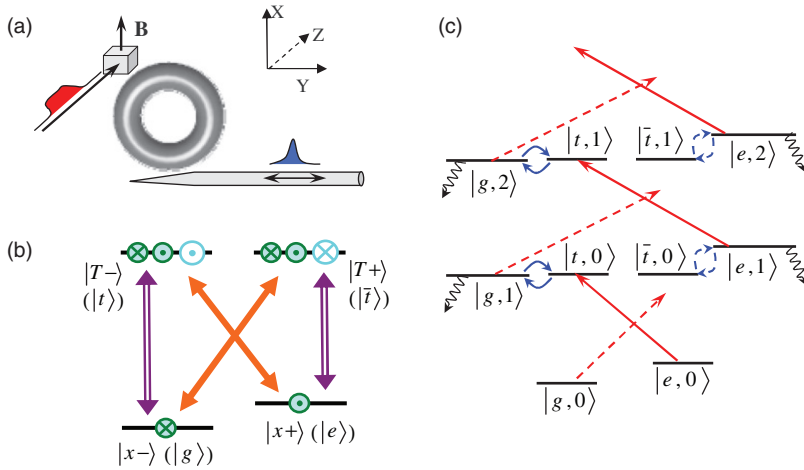 (a)
B
X
Z
Y
(b)
|T−⟩
(|t⟩)
|T+⟩
(|t̄⟩)
|x−⟩ (|g⟩)
|x+⟩ (|e⟩)
(c)
|t,1⟩
|t̄,1⟩
|g,2⟩
|e,2⟩
|t,0⟩
|t̄,0⟩
|g,1⟩
|e,1⟩
|g,0⟩
|e,0⟩